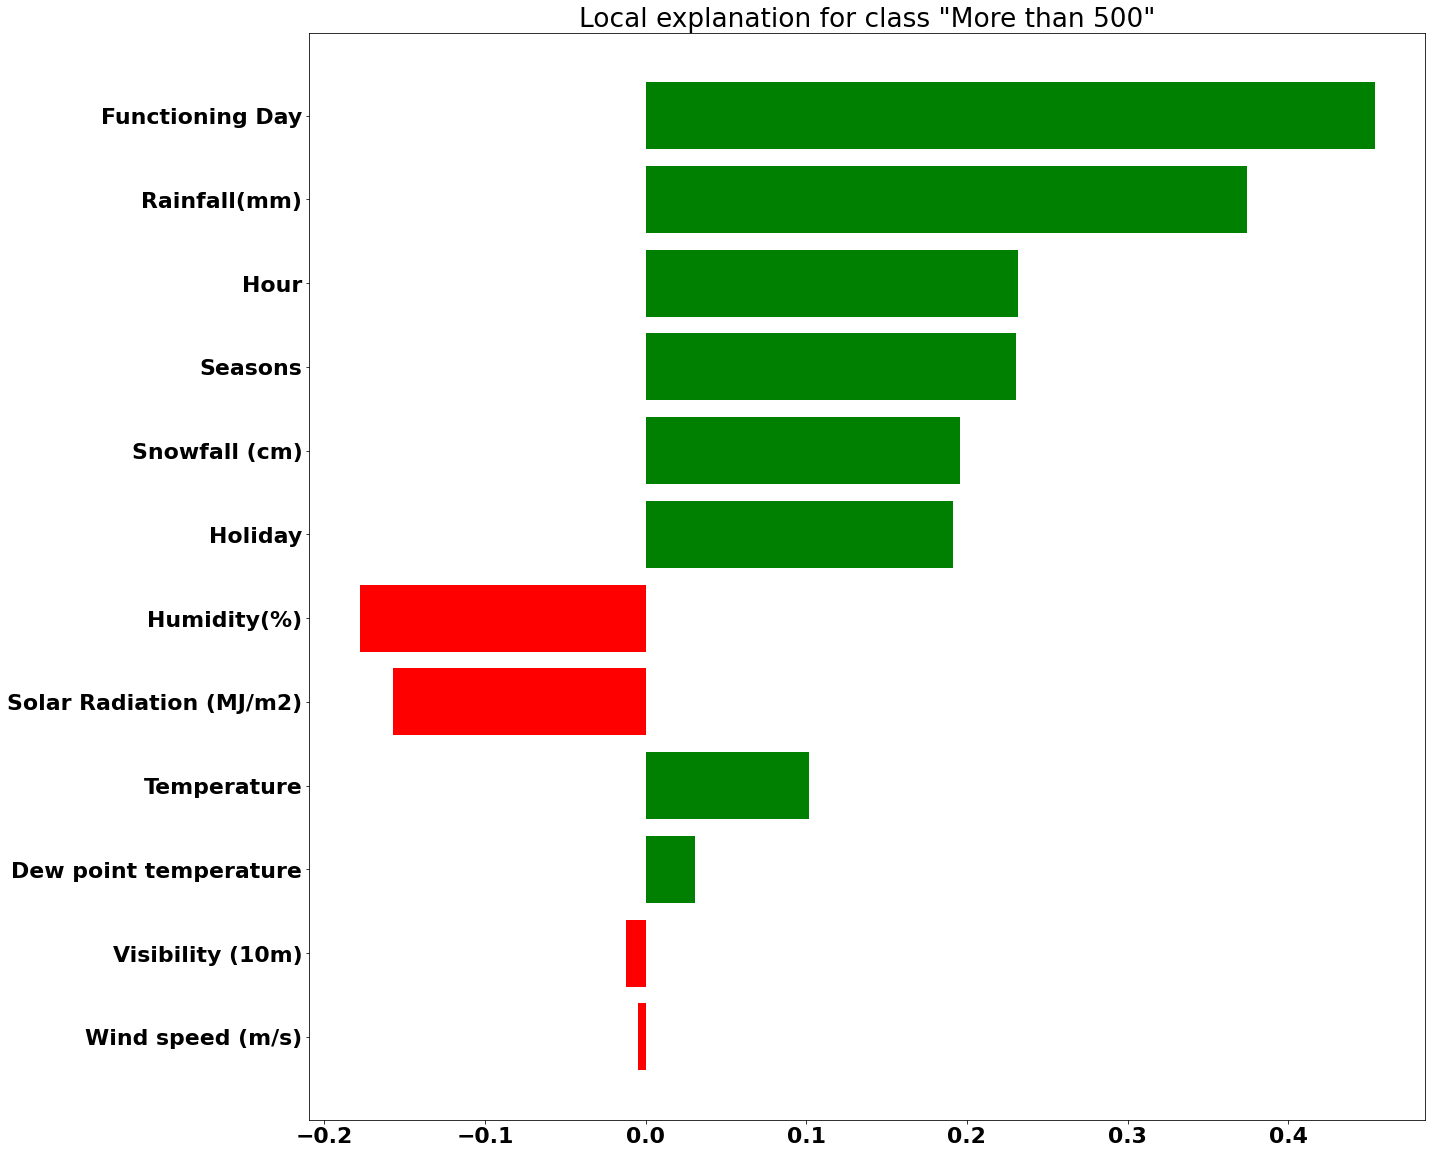 Local explanation for class "More than 500"
Functioning Day
Rainfall(mm)
Hour
Seasons
Snowfall (cm)
Holiday
Humidity(%)
Solar Radiation (MJ/m2)
Temperature
Dew point temperature
Visibility (10m)
Wind speed (m/s)
−0.2 −0.1 0.0 0.1 0.2 0.3 0.4